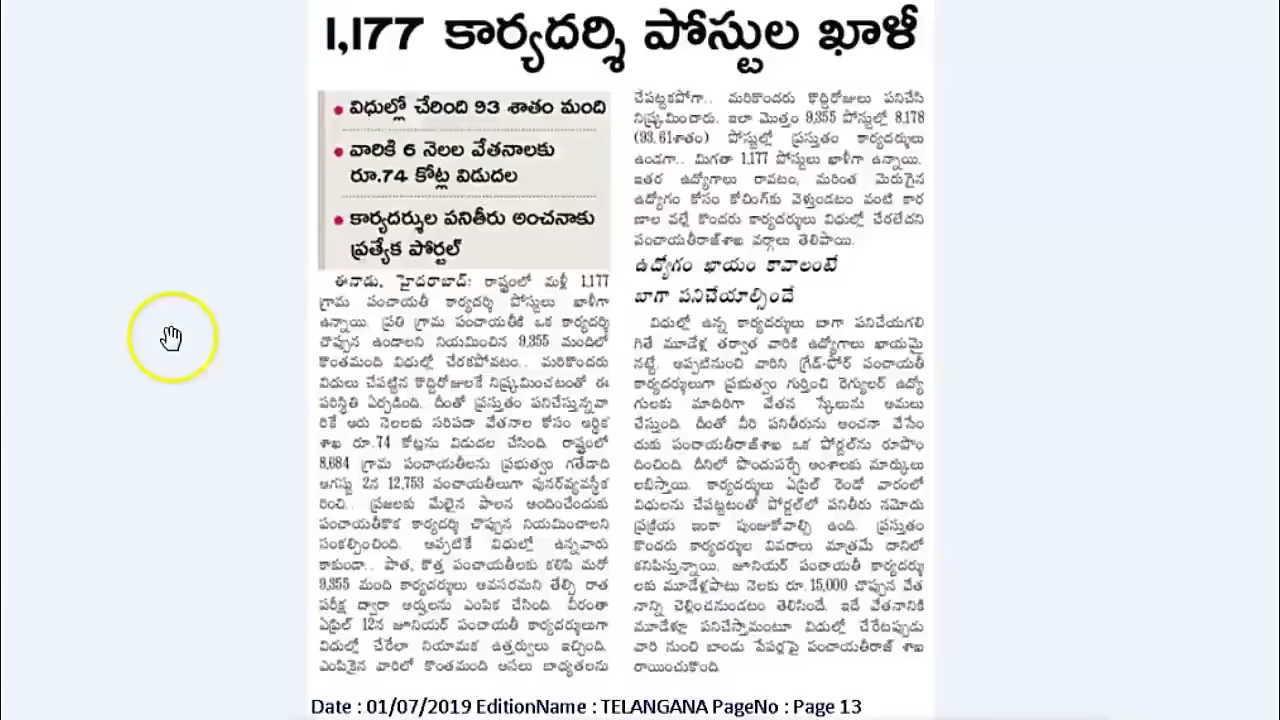 1,177 కార్యదర్శి పోస్టుల ఖాళీ
• విధుల్లో చేరింది 93 శాతం మంది
• వారికి 6 నెలల వేతనాలకు
రూ.74 కోట్ల విడుదల
• కార్యదర్శుల పనితీరు అంచనాకు
ప్రత్యేక పోర్టల్
ఈనాడు, హైదరాబాద్: రాష్ట్రంలో మళ్లీ 1,177
గ్రామ పంచాయతీ కార్యదర్శి పోస్టులు ఖాళీగా
ఉన్నాయి. ప్రతి గ్రామ పంచాయతీకి ఒక కార్యదర్శి
చొప్పున ఉండాలని నియమించిన 9,355 మందిలో
కొంతమంది విధుల్లో చేరకపోవటం.. మరికొందరు
విధులు చేపట్టిన కొద్దిరోజులకే నిష్క్రమించటంతో ఈ
పరిస్థితి ఏర్పడింది. దీంతో ప్రస్తుతం పనిచేస్తున్నవా
రికే ఆరు నెలలకు సరిపడా వేతనాల కోసం ఆర్థిక
శాఖ రూ.74 కోట్లను విడుదల చేసింది. రాష్ట్రంలో
8,684 గ్రామ పంచాయతీలను ప్రభుత్వం గతేడాది
ఆగస్టు 2న 12,753 పంచాయతీలుగా పునర్‌వ్యవస్థీక
రించి.. ప్రజలకు మేలైన పాలన అందించేందుకు
పంచాయతీకొక కార్యదర్శి చొప్పున నియమించాలని
సంకల్పించింది. అప్పటికే విధుల్లో ఉన్నవారు
కాకుండా.. పాత, కొత్త పంచాయతీలకు కలిపి మరో
9,355 మంది కార్యదర్శులు అవసరమని తేల్చి రాత
పరీక్ష ద్వారా అర్హులను ఎంపిక చేసింది. వీరంతా
ఏప్రిల్ 12న జూనియర్ పంచాయతీ కార్యదర్శులుగా
విధుల్లో చేరేలా నియామక ఉత్తర్వులు ఇచ్చింది.
ఎంపికైన వారిలో కొంతమంది అసలు బాధ్యతలను
చేపట్టకపోగా.. మరికొందరు కొద్దిరోజులు పనిచేసి
నిష్క్రమించారు. ఇలా మొత్తం 9,355 పోస్టుల్లో 8,178
(93.61శాతం) పోస్టుల్లో ప్రస్తుతం కార్యదర్శులు
ఉండగా.. మిగతా 1,177 పోస్టులు ఖాళీగా ఉన్నాయి.
ఇతర ఉద్యోగాలు రావటం, మరింత మెరుగైన
ఉద్యోగం కోసం కోచింగ్‌కు వెళ్తుండటం వంటి కార
ణాల వల్లే కొందరు కార్యదర్శులు విధుల్లో చేరలేదని
పంచాయతీరాజ్‌శాఖ వర్గాలు తెలిపాయి.
ఉద్యోగం ఖాయం కావాలంటే
బాగా పనిచేయాల్సిందే
విధుల్లో ఉన్న కార్యదర్శులు బాగా పనిచేయగలి
గితే మూడేళ్ల తర్వాత వారికి ఉద్యోగాలు ఖాయమై
నట్టే. అప్పటినుంచి వారిని గ్రేడ్-ఫోర్ పంచాయతీ
కార్యదర్శులుగా ప్రభుత్వం గుర్తించి రెగ్యులర్ ఉద్యో
గులకు మాదిరిగా వేతన స్కేలును అమలు
చేస్తుంది. దీంతో వీరి పనితీరును అంచనా వేసేం
దుకు పంచాయతీరాజ్‌శాఖ ఒక పోర్టల్‌ను రూపొం
దించింది. దీనిలో పొందుపర్చే అంశాలకు మార్కులు
లభిస్తాయి. కార్యదర్శులు ఏప్రిల్ రెండో వారంలో
విధులను చేపట్టటంతో పోర్టల్‌లో పనితీరు నమోదు
ప్రక్రియ ఇంకా పుంజుకోవాల్సి ఉంది. ప్రస్తుతం
కొందరు కార్యదర్శుల వివరాలు మాత్రమే దానిలో
కనిపిస్తున్నాయి. జూనియర్ పంచాయతీ కార్యదర్శు
లకు మూడేళ్లపాటు నెలకు రూ.15,000 చొప్పున వేత
నాన్ని చెల్లించనుండటం తెలిసిందే. ఇదే వేతనానికి
మూడేళ్లూ పనిచేస్తామంటూ విధుల్లో చేరేటప్పుడు
వారి నుంచి బాండు పేపర్లపై పంచాయతీరాజ్ శాఖ
రాయించుకొంది.
Date : 01/07/2019 EditionName : TELANGANA PageNo : Page 13